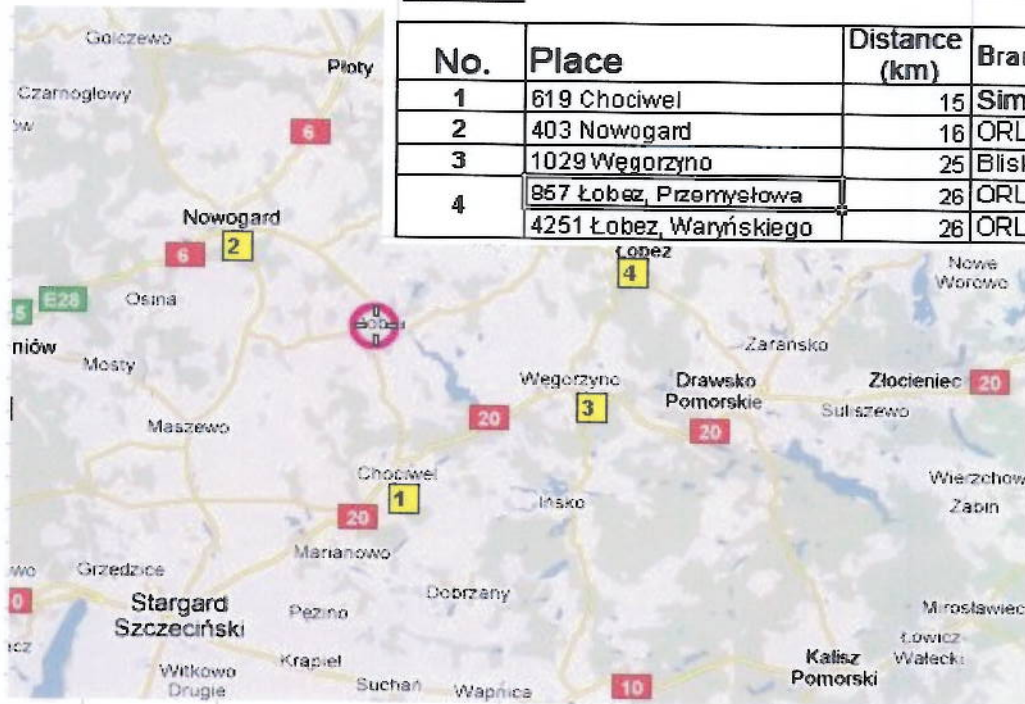 No. Place Distance (km)
1 619 Chociwel 15
2 403 Nowogard 16
3 1029 Węgorzyno 25
4 857 Łobez, Przemysłowa 26
4251 Łobez, Waryńskiego 26
Golczewo
Płoty
Czarnogłowy
6
Nowogard
2
6
Łobez
4
Nowe
Worowo
E28
Osina
Mosty
Zarańsko
Węgorzyno
3
Drawsko
Pomorskie
Złocieniec 20
Suliszewo
20
20
Maszewo
Chociwel
1
20
Ińsko
Żabin
Marianowo
Grzędzice
Stargard
Szczeciński
Pęzino
Dobrzany
Mirosławiec
Łowicz
Wałecki
Kalisz
Pomorski
Krąpiel
Witkowo
Drugie
Suchań
Wapnica
10